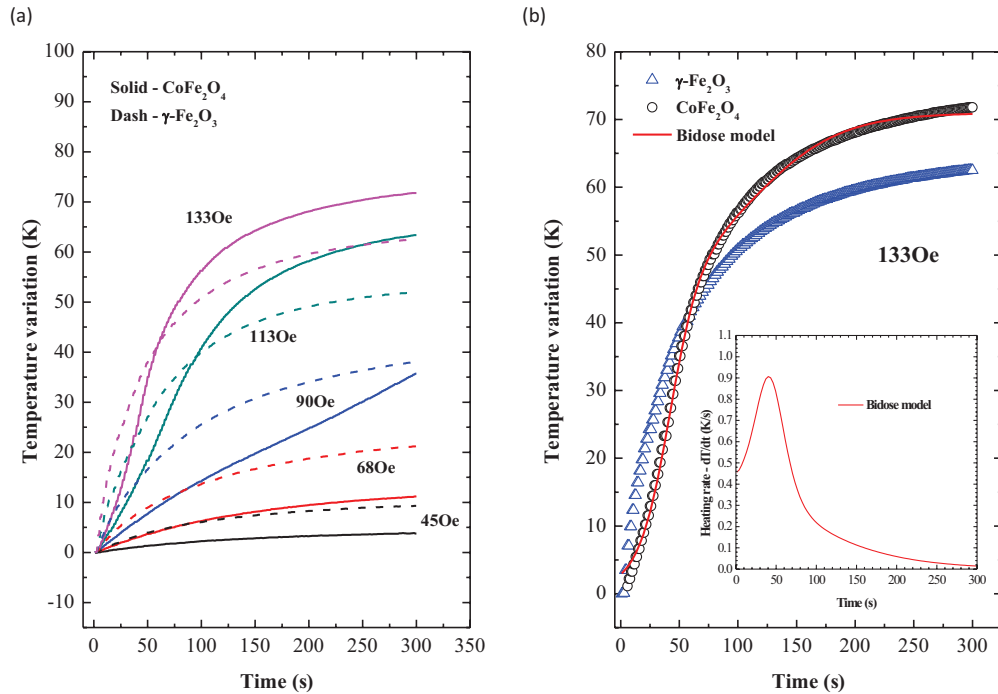 (a)
100
90
80
70
60
50
40
30
20
10
0
-10
Temperature variation (K)
Solid - CoFe₂O₄
Dash - γ-Fe₂O₃
133Oe
113Oe
90Oe
68Oe
45Oe
0 50 100 150 200 250 300 350
Time (s)
(b)
80
70
60
50
40
30
20
10
0
Temperature variation (K)
γ-Fe₂O₃
CoFe₂O₄
Bidose model
133Oe
1.1
1.0
0.9
0.8
0.7
0.6
0.5
0.4
0.3
0.2
0.1
0.0
Heating rate - dT/dt (K/s)
Bidose model
0 50 100 150 200 250 300
Time (s)
0 50 100 150 200 250 300
Time (s)